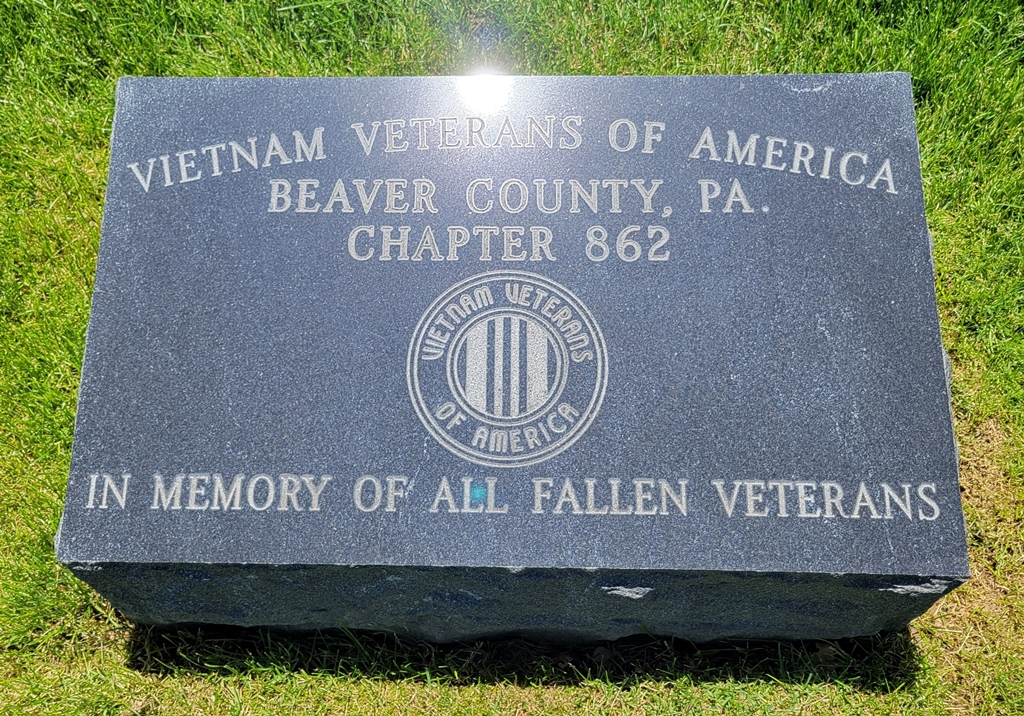 VIETNAM VETERANS OF AMERICA
BEAVER COUNTY, PA.
CHAPTER 862
VIETNAM VETERANS
OF AMERICA
IN MEMORY OF ALL FALLEN VETERANS